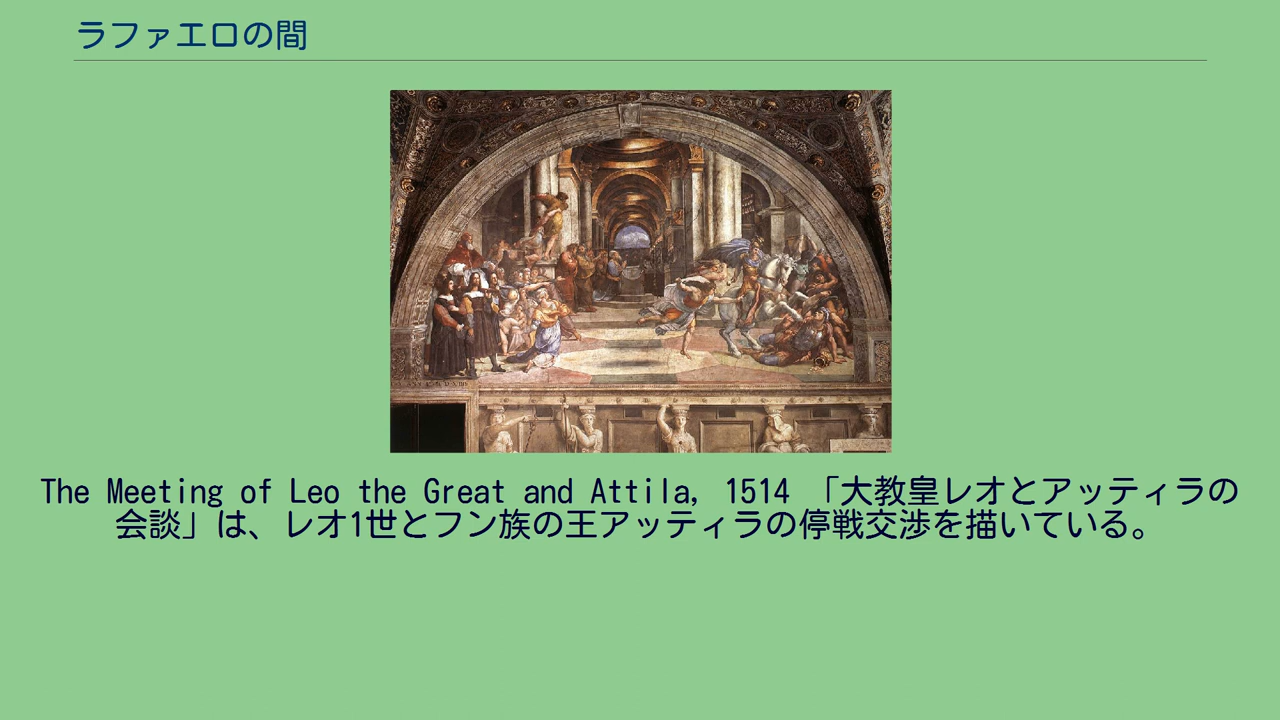 ラファエロの間
The Meeting of Leo the Great and Attila, 1514 「大教皇レオとアッティラの
会談」は、レオ1世とフン族の王アッティラの停戦交渉を描いている。